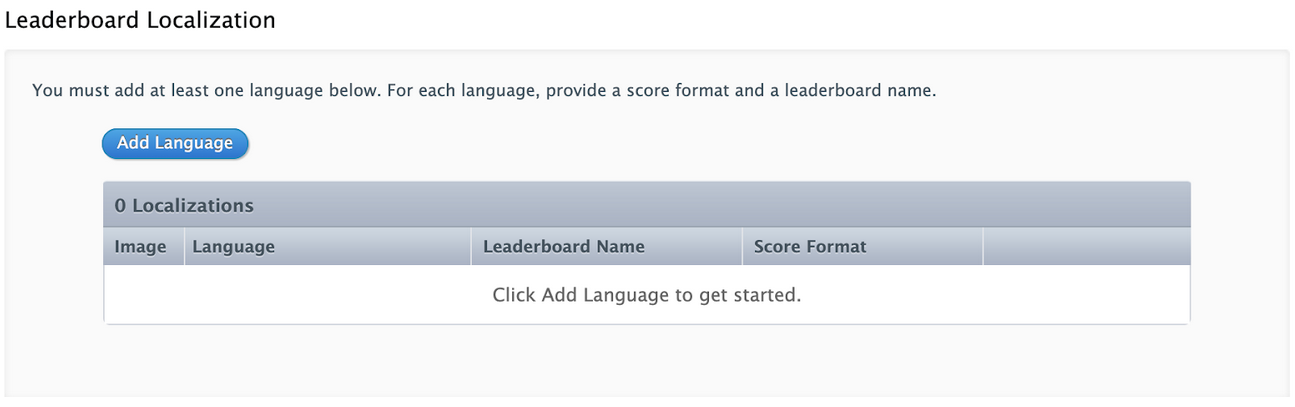 Leaderboard Localization
You must add at least one language below. For each language, provide a score format and a leaderboard name.
Add Language
0 Localizations
Image Language Leaderboard Name Score Format
Click Add Language to get started.